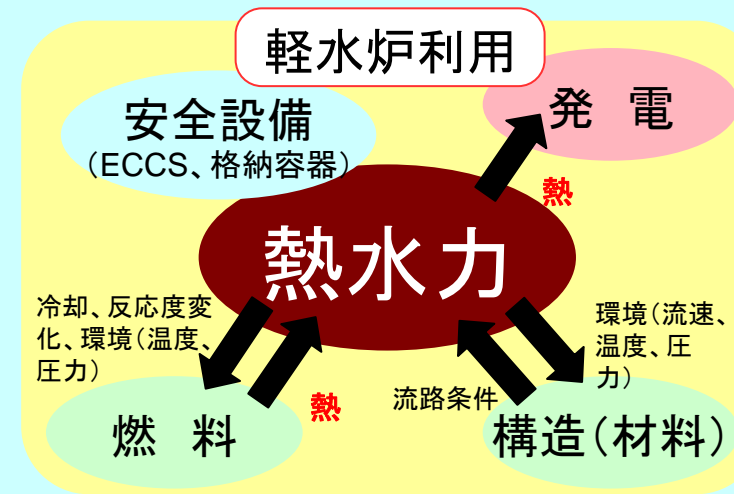 軽水炉利用
安全設備
（ECCS、格納容器）
発　電
熱
熱水力
冷却、反応度変
化、環境（温度、
圧力）
環境（流速、
温度、圧
力）
熱
流路条件
燃　料
構造（材料）